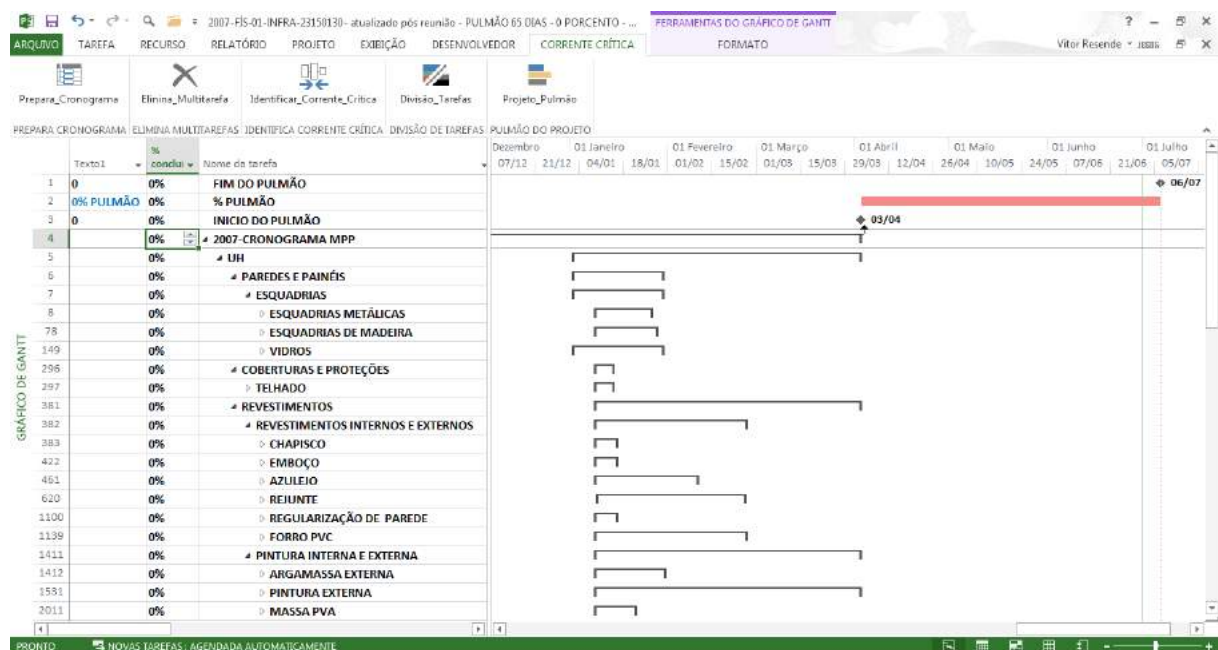 2007-FÍS-01-INFRA-23150130- atualizado pós reunião - PULMÃO 65 DIAS - 0 PORCENTO - ...
FERRAMENTAS DO GRÁFICO DE GANTT
ARQUIVO TAREFA RECURSO RELATÓRIO PROJETO EXIBIÇÃO DESENVOLVEDOR CORRENTE CRÍTICA FORMATO Vitor Resende
Prepara_Cronograma Elimina_Multitarefa Identificar_Corrente_Crítica Divisão_Tarefas Projeto_Pulmão
PREPARA CRONOGRAMA ELIMINA MULTITAREFAS IDENTIFICA CORRENTE CRÍTICA DIVISÃO DE TAREFAS PULMÃO DO PROJETO
Texto1 % conclui Nome da tarefa
Dezembro 01 Janeiro 01 Fevereiro 01 Março 01 Abril 01 Maio 01 Junho 01 Julho
07/12 21/12 04/01 18/01 01/02 15/02 01/03 15/03 29/03 12/04 26/04 10/05 24/05 07/06 21/06 05/07
1 0 0% FIM DO PULMÃO 06/07
2 0% PULMÃO 0% % PULMÃO
3 0 0% INICIO DO PULMÃO 03/04
4 0% 2007-CRONOGRAMA MPP
5 0% UH
6 0% PAREDES E PAINÉIS
7 0% ESQUADRIAS
8 0% ESQUADRIAS METÁLICAS
78 0% ESQUADRIAS DE MADEIRA
149 0% VIDROS
296 0% COBERTURAS E PROTEÇÕES
297 0% TELHADO
381 0% REVESTIMENTOS
382 0% REVESTIMENTOS INTERNOS E EXTERNOS
383 0% CHAPISCO
422 0% EMBOÇO
461 0% AZULEJO
620 0% REJUNTE
1100 0% REGULARIZAÇÃO DE PAREDE
1139 0% FORRO PVC
1411 0% PINTURA INTERNA E EXTERNA
1412 0% ARGAMASSA EXTERNA
1531 0% PINTURA EXTERNA
2011 0% MASSA PVA
GRÁFICO DE GANTT
PRONTO NOVAS TAREFAS : AGENDADA AUTOMATICAMENTE